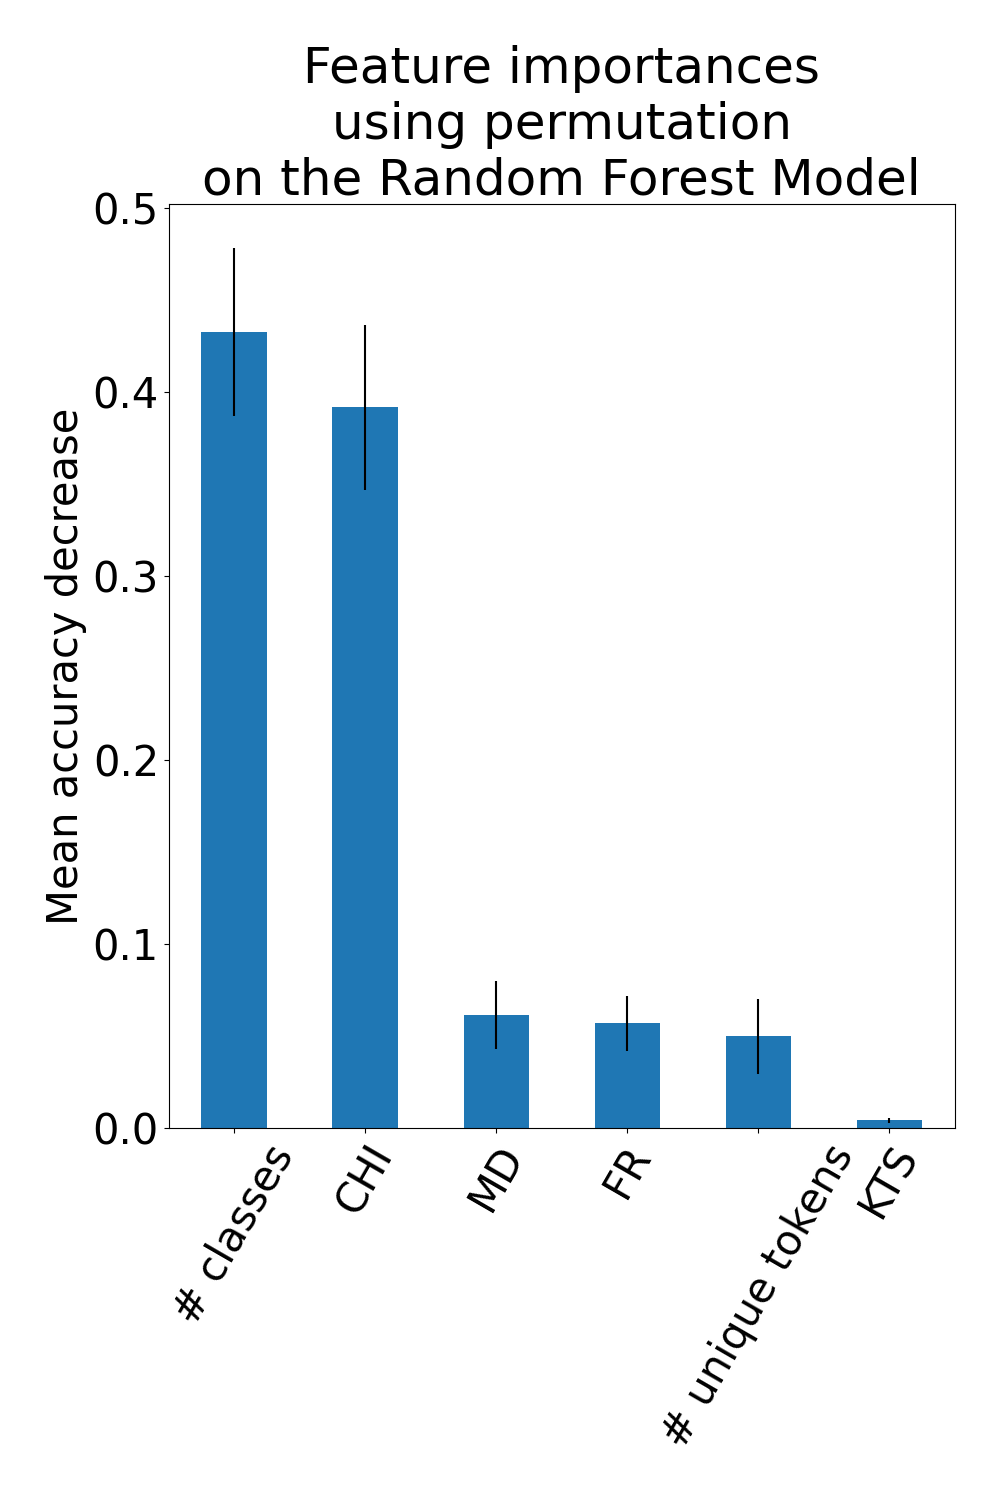 Feature importances
using permutation
on the Random Forest Model
Mean accuracy decrease
0.5
0.4
0.3
0.2
0.1
0.0
# classes
CHI
MD
FR
# unique tokens
KTS